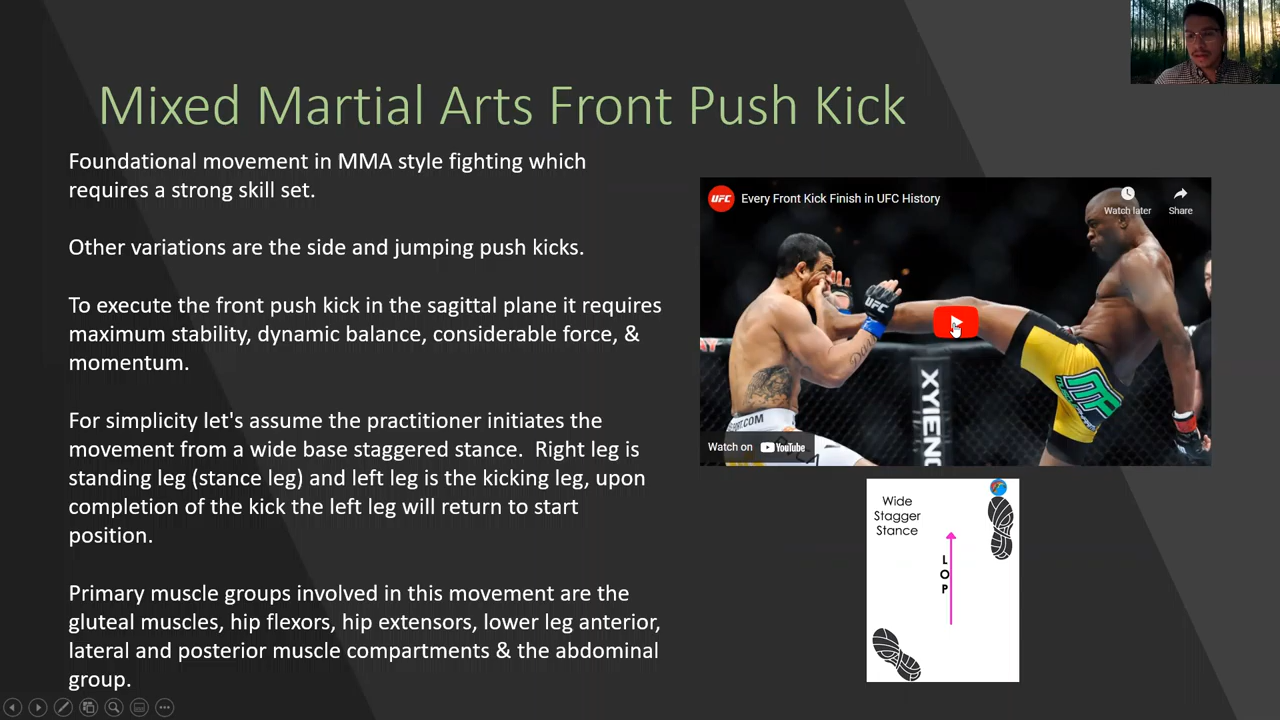 Mixed Martial Arts Front Push Kick
Foundational movement in MMA style fighting which
requires a strong skill set.
Other variations are the side and jumping push kicks.
To execute the front push kick in the sagittal plane it requires
maximum stability, dynamic balance, considerable force, &
momentum.
For simplicity let's assume the practitioner initiates the
movement from a wide base staggered stance.  Right leg is
standing leg (stance leg) and left leg is the kicking leg, upon
completion of the kick the left leg will return to start
position.
Primary muscle groups involved in this movement are the
gluteal muscles, hip flexors, hip extensors, lower leg anterior,
lateral and posterior muscle compartments & the abdominal
group.
UFC
Every Front Kick Finish in UFC History
Watch later
Share
UFC
XYIENC
Watch on
YouTube
Wide
Stagger
Stance
L
O
P